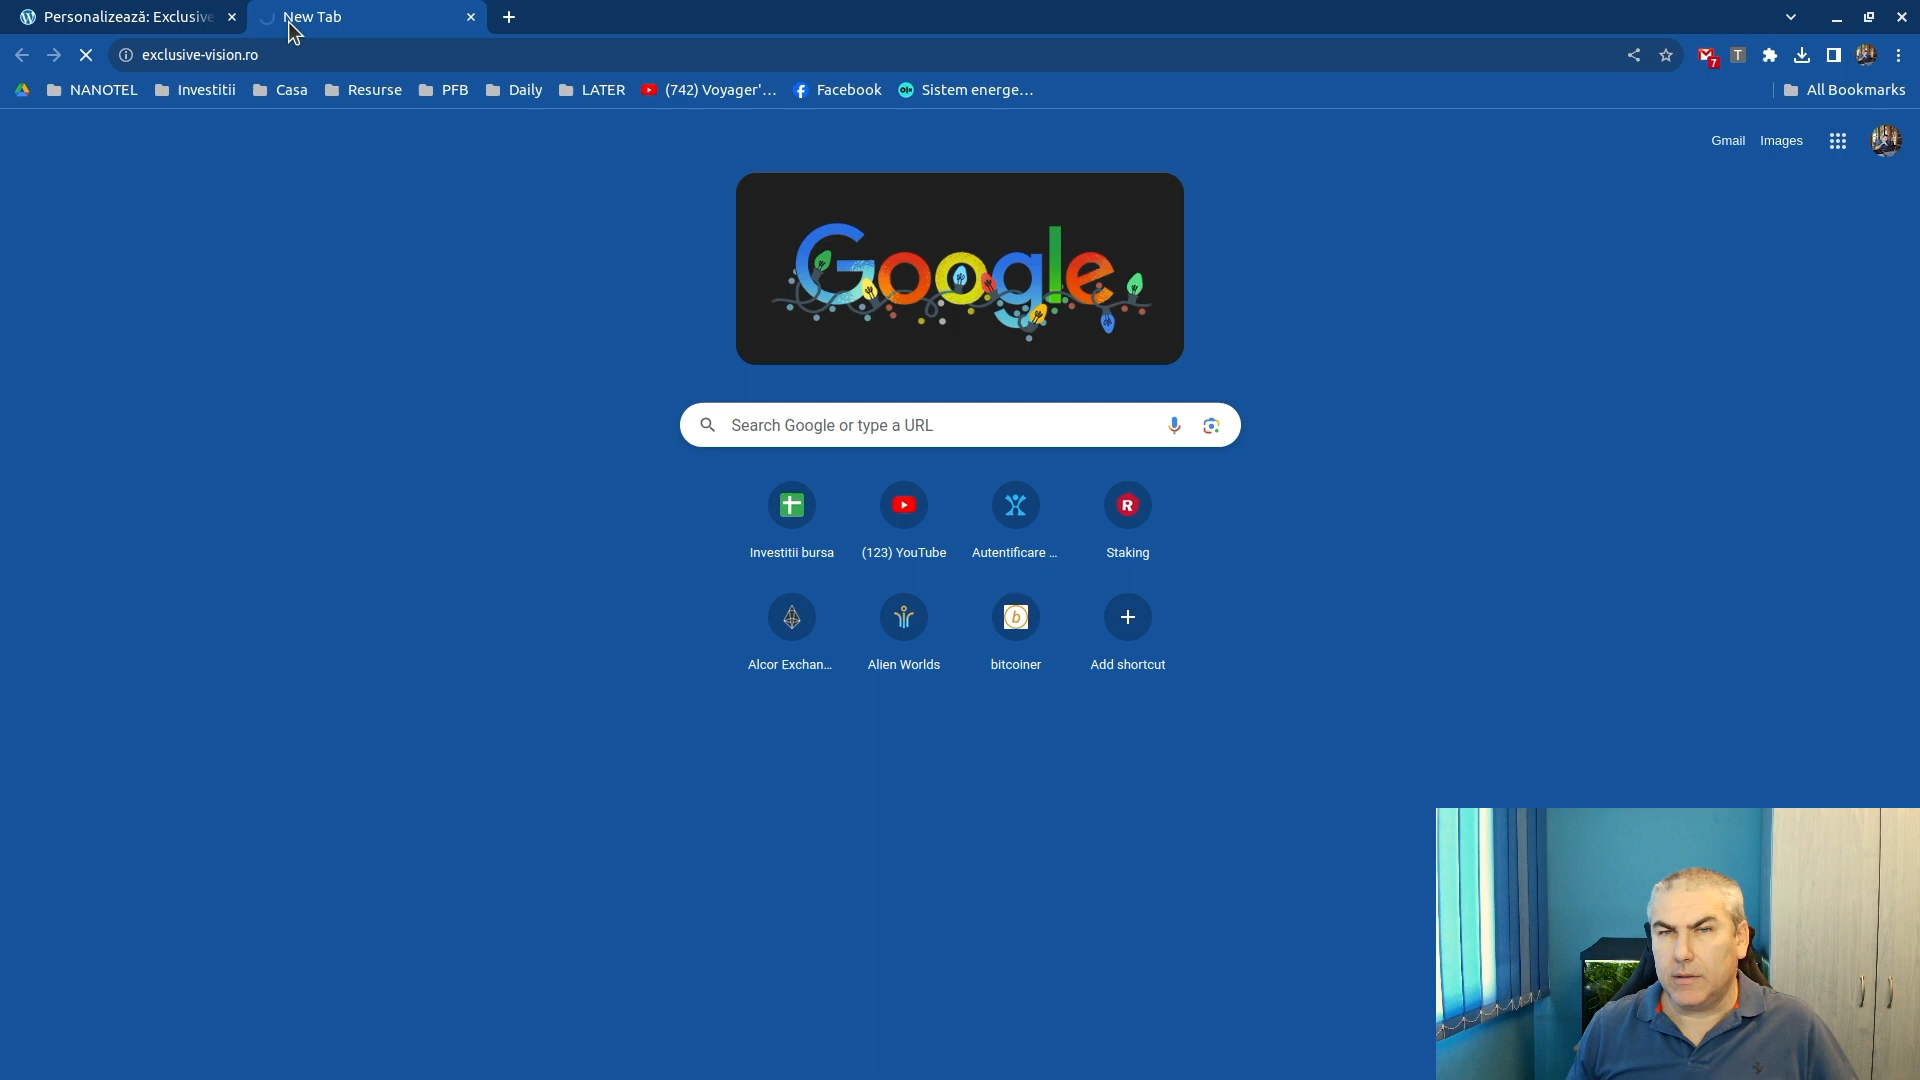 Personalizează: Exclusive
New Tab
exclusive-vision.ro
7
T
NANOTEL
Investitii
Casa
Resurse
PFB
Daily
LATER
(742) Voyager'...
Facebook
Sistem energe...
All Bookmarks
Gmail
Images
Google
Search Google or type a URL
Investitii bursa
(123) YouTube
Autentificare ...
R
Staking
Alcor Exchan...
Alien Worlds
b
bitcoiner
Add shortcut